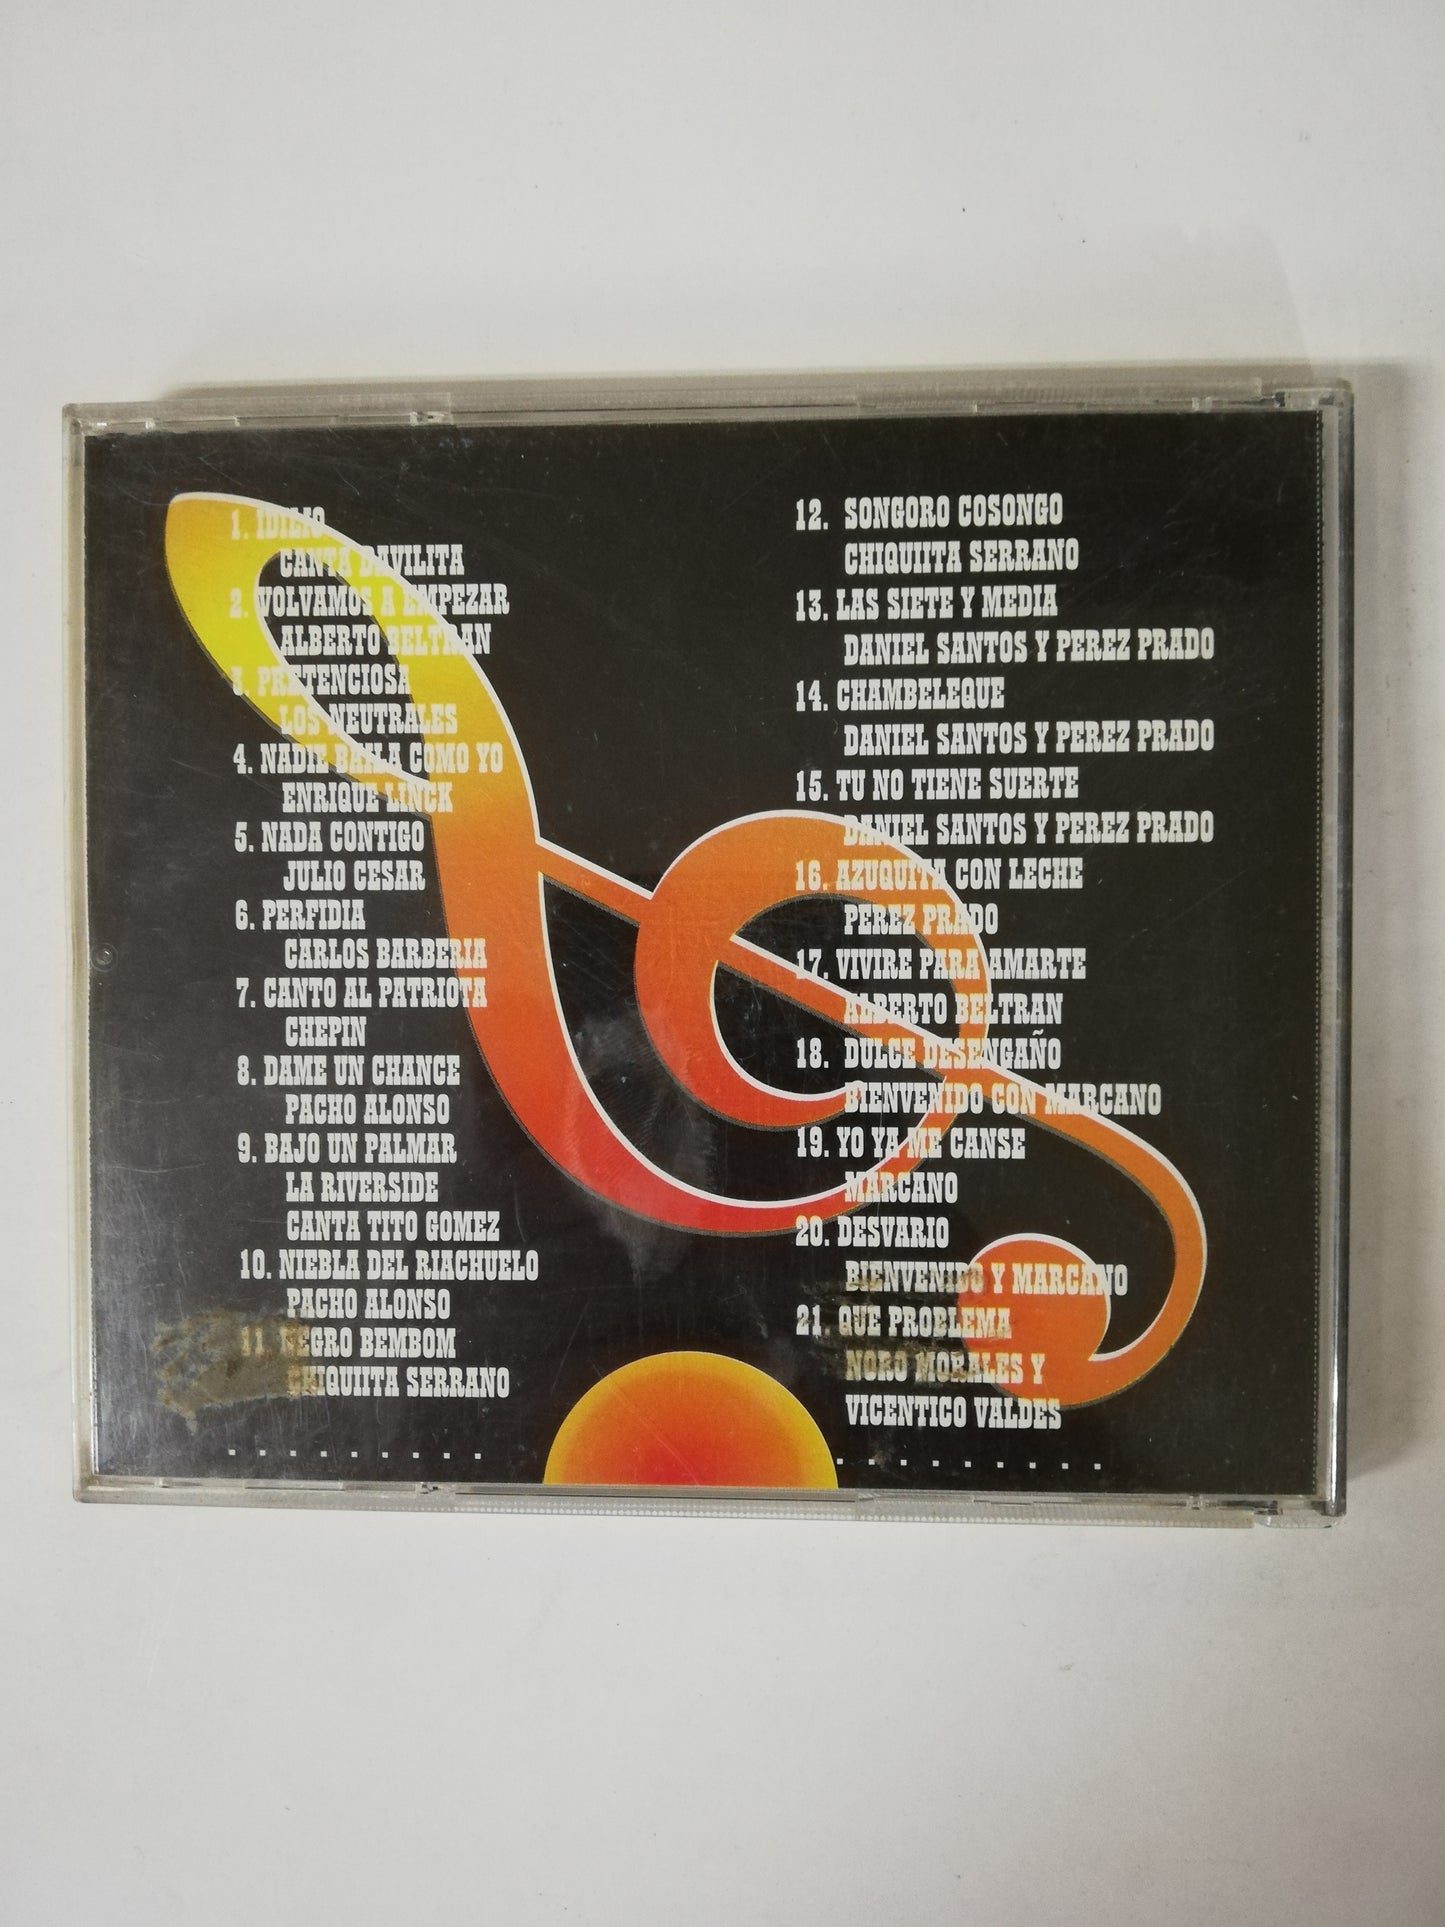 1. IDILIO
CANTA DAVILITA
2. VOLVAMOS A EMPEZAR
ALBERTO BELTRAN
3. PRETENCIOSA
LOS NEUTRALES
4. NADIE BAILA COMO YO
ENRIQUE LINCK
5. NADA CONTIGO
JULIO CESAR
6. PERFIDIA
CARLOS BARBERIA
7. CANTO AL PATRIOTA
CHEPIN
8. DAME UN CHANCE
PACHO ALONSO
9. BAJO UN PALMAR
LA RIVERSIDE
CANTA TITO GOMEZ
10. NIEBLA DEL RIACHUELO
PACHO ALONSO
11. NEGRO BEMBOM
CHIQUIITA SERRANO
12. SONGORO COSONGO
CHIQUIITA SERRANO
13. LAS SIETE Y MEDIA
DANIEL SANTOS Y PEREZ PRADO
14. CHAMBELEQUE
DANIEL SANTOS Y PEREZ PRADO
15. TU NO TIENE SUERTE
DANIEL SANTOS Y PEREZ PRADO
16. AZUQUITA CON LECHE
PEREZ PRADO
17. VIVIRE PARA AMARTE
ALBERTO BELTRAN
18. DULCE DESENGAÑO
BIENVENIDO CON MARCANO
19. YO YA ME CANSE
MARCANO
20. DESVARIO
BIENVENIDO Y MARCANO
21. QUE PROBLEMA
NORO MORALES Y
VICENTICO VALDES